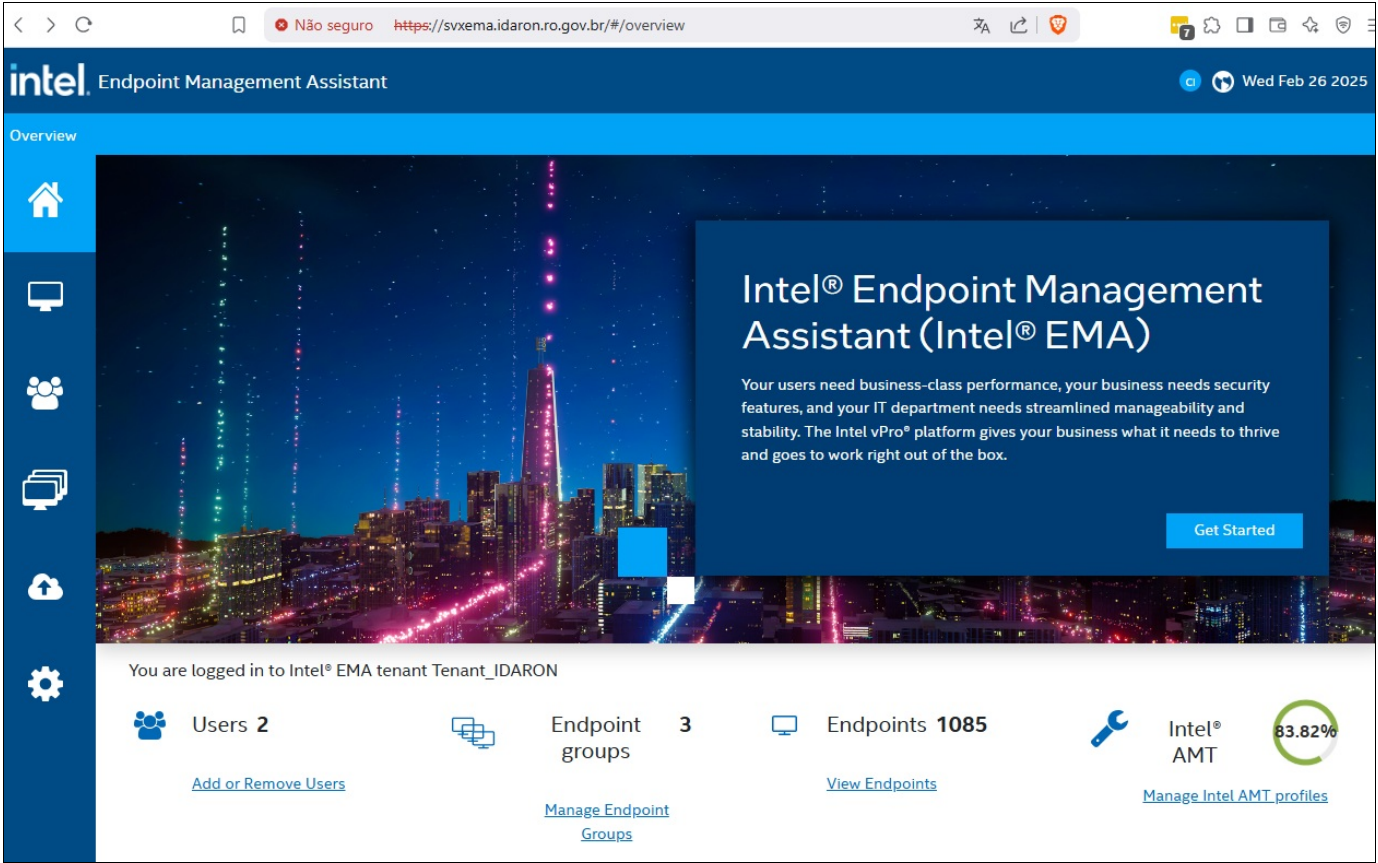 Não seguro https://svxema.idaron.ro.gov.br/#/overview
7
intel. Endpoint Management Assistant
CI
Wed Feb 26 2025
Overview
Intel® Endpoint Management
Assistant (Intel® EMA)
Your users need business-class performance, your business needs security
features, and your IT department needs streamlined manageability and
stability. The Intel vPro® platform gives your business what it needs to thrive
and goes to work right out of the box.
Get Started
You are logged in to Intel® EMA tenant Tenant_IDARON
Users 2
Add or Remove Users
Endpoint 3
groups
Manage Endpoint
Groups
Endpoints 1085
View Endpoints
Intel®
AMT
83.82%
Manage Intel AMT profiles